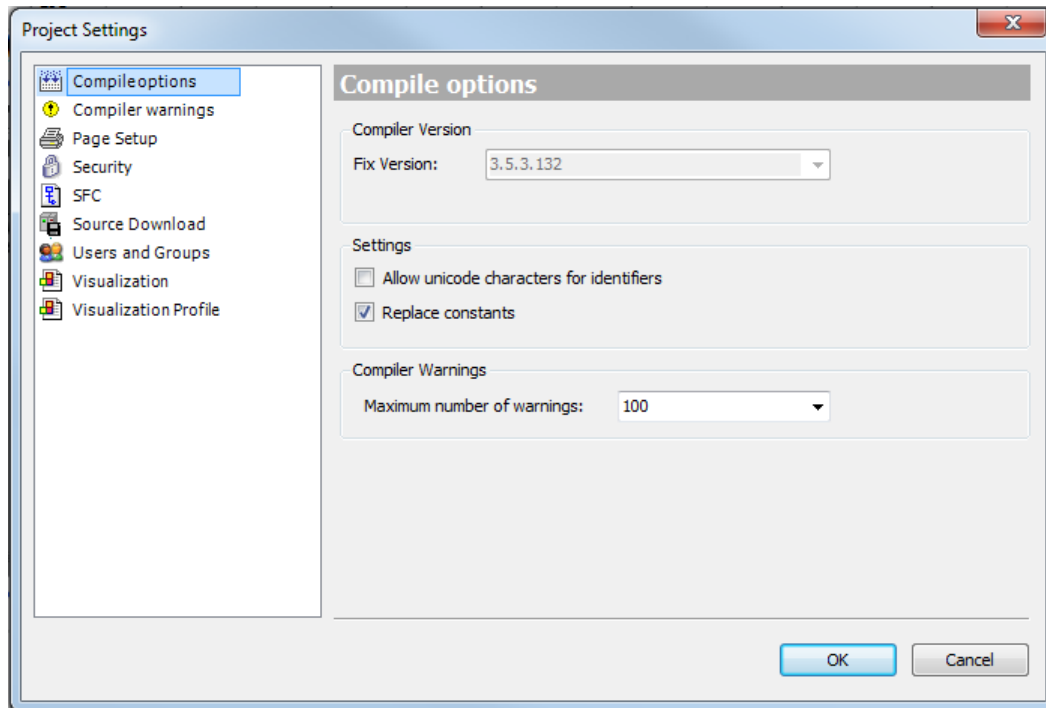 Project Settings
Compileoptions
Compiler warnings
Page Setup
Security
SFC
Source Download
Users and Groups
Visualization
Visualization Profile
Compile options
Compiler Version
Fix Version: 3.5.3.132
Settings
Allow unicode characters for identifiers
Replace constants
Compiler Warnings
Maximum number of warnings: 100
OK Cancel